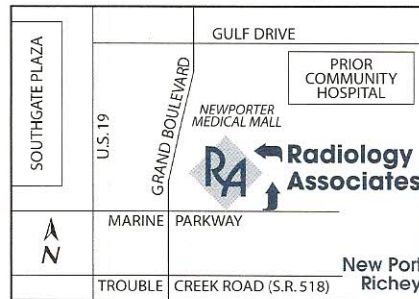 GULF DRIVE
SOUTHGATE PLAZA
U.S. 19
GRAND BOULEVARD
PRIOR
COMMUNITY
HOSPITAL
NEWPORTER
MEDICAL MALL
RA
Radiology
Associates
MARINE PARKWAY
N
New Port
Richey
TROUBLE CREEK ROAD (S.R. 518)